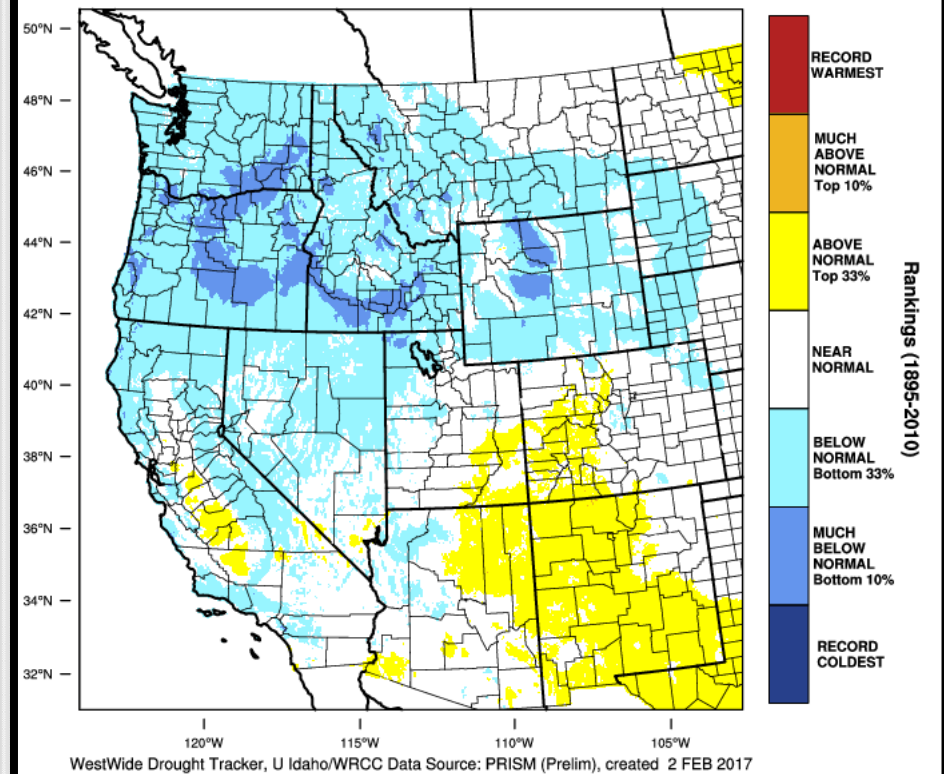 50°N
48°N
46°N
44°N
42°N
40°N
38°N
36°N
34°N
32°N
120°W
115°W
110°W
105°W
RECORD
WARMEST
MUCH
ABOVE
NORMAL
Top 10%
ABOVE
NORMAL
Top 33%
NEAR
NORMAL
BELOW
NORMAL
Bottom 33%
MUCH
BELOW
NORMAL
Bottom 10%
RECORD
COLDEST
Rankings (1895-2010)
WestWide Drought Tracker, U Idaho/WRCC Data Source: PRISM (Prelim), created 2 FEB 2017